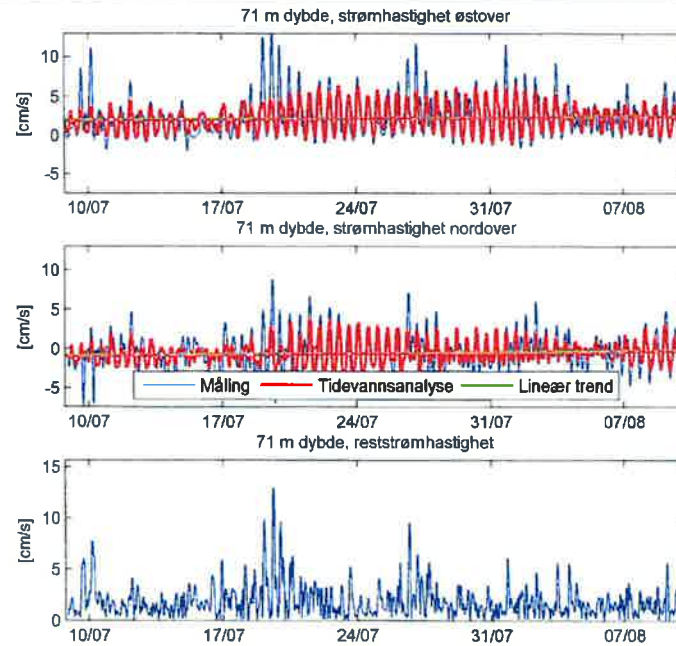 71 m dybde, strømhastighet østover
10
5
0
-5
[cm/s]
10/07 17/07 24/07 31/07 07/08
71 m dybde, strømhastighet nordover
10
5
0
-5
[cm/s]
Måling Tidevannsanalyse Lineær trend
10/07 17/07 24/07 31/07 07/08
71 m dybde, reststrømhastighet
15
10
5
0
[cm/s]
10/07 17/07 24/07 31/07 07/08